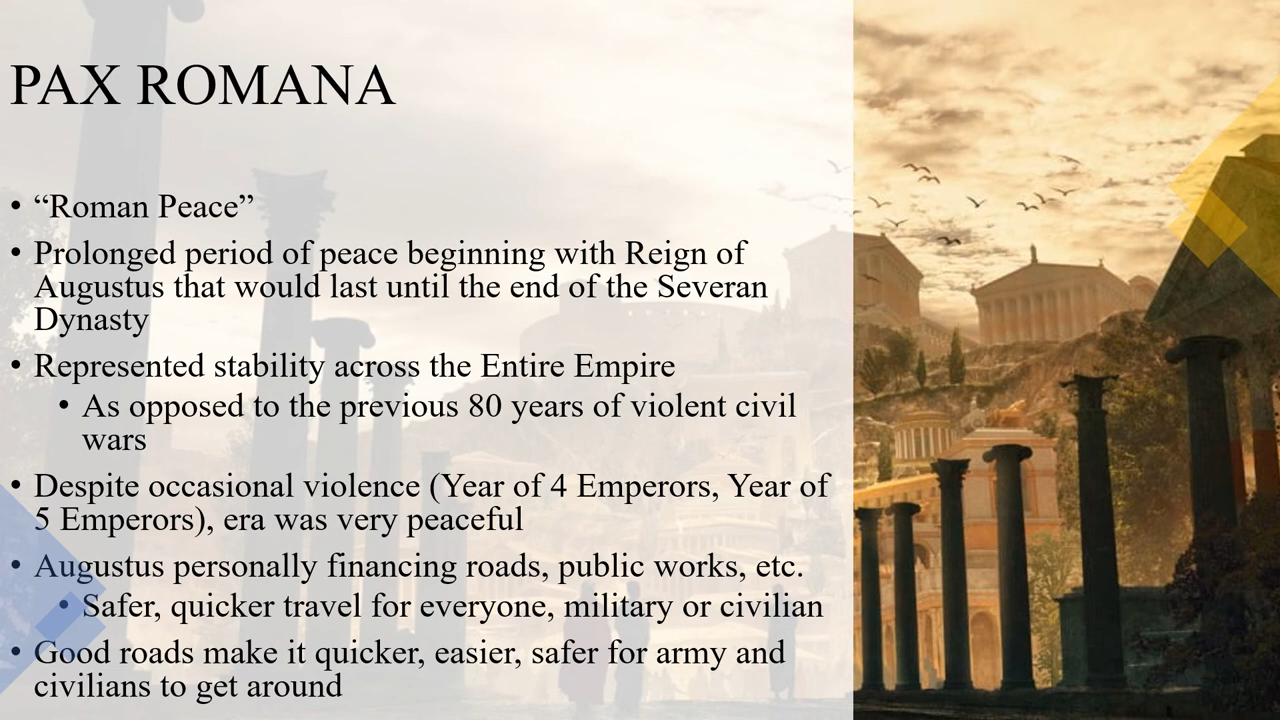 PAX ROMANA
• “Roman Peace”
• Prolonged period of peace beginning with Reign of
Augustus that would last until the end of the Severan
Dynasty
• Represented stability across the Entire Empire
• As opposed to the previous 80 years of violent civil
wars
• Despite occasional violence (Year of 4 Emperors, Year of
5 Emperors), era was very peaceful
• Augustus personally financing roads, public works, etc.
• Safer, quicker travel for everyone, military or civilian
• Good roads make it quicker, easier, safer for army and
civilians to get around